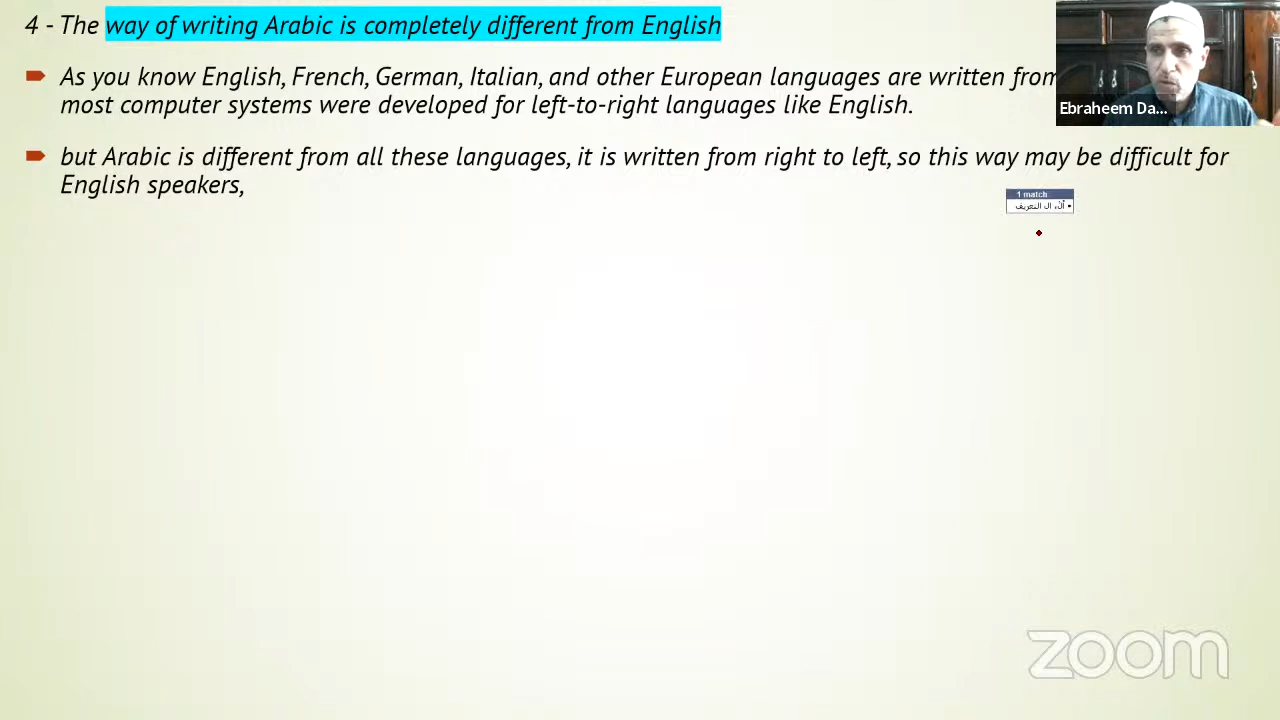 4 - The way of writing Arabic is completely different from English
As you know English, French, German, Italian, and other European languages are written from
most computer systems were developed for left-to-right languages like English.
but Arabic is different from all these languages, it is written from right to left, so this way may be difficult for
English speakers,
Ebraheem Da...
1 match
ال التعريف
zoom